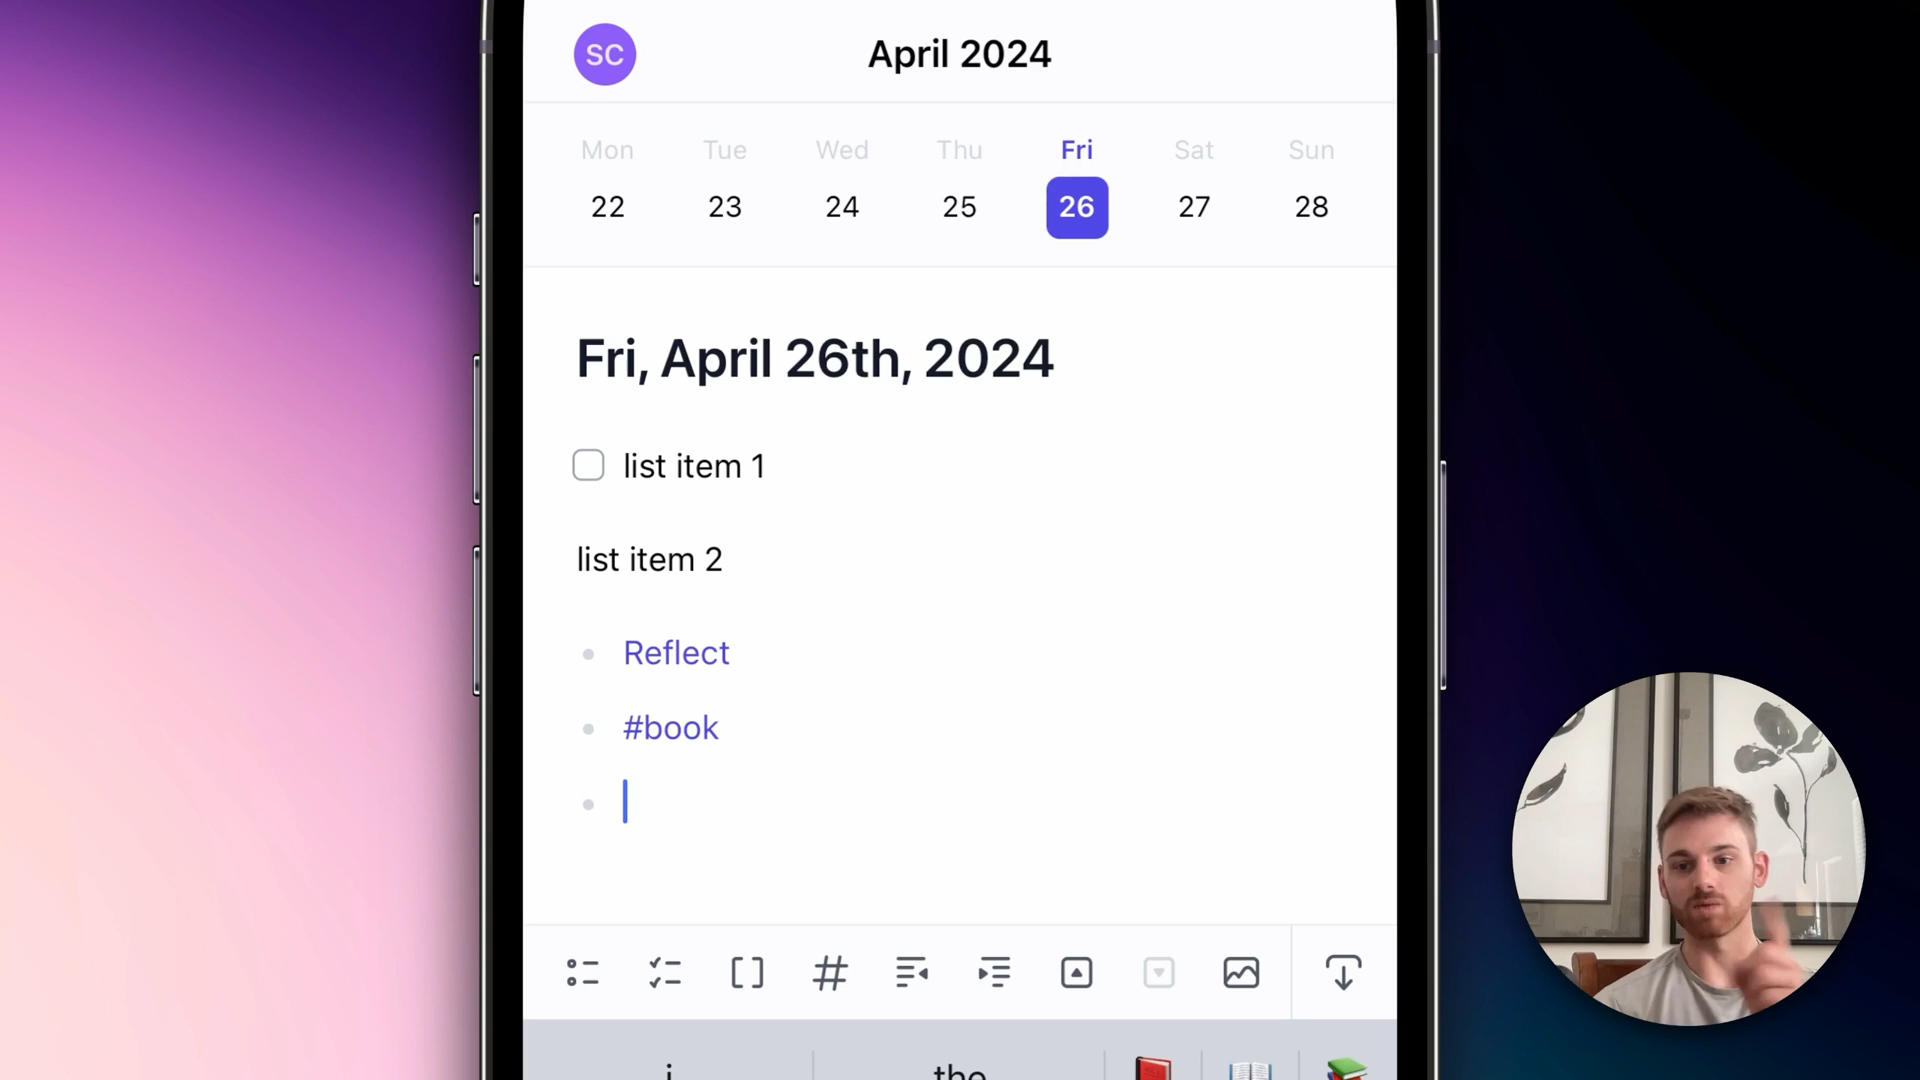 SC
April 2024
Mon Tue Wed Thu Fri Sat Sun
22 23 24 25 26 27 28
Fri, April 26th, 2024
list item 1
list item 2
Reflect
#book
i the